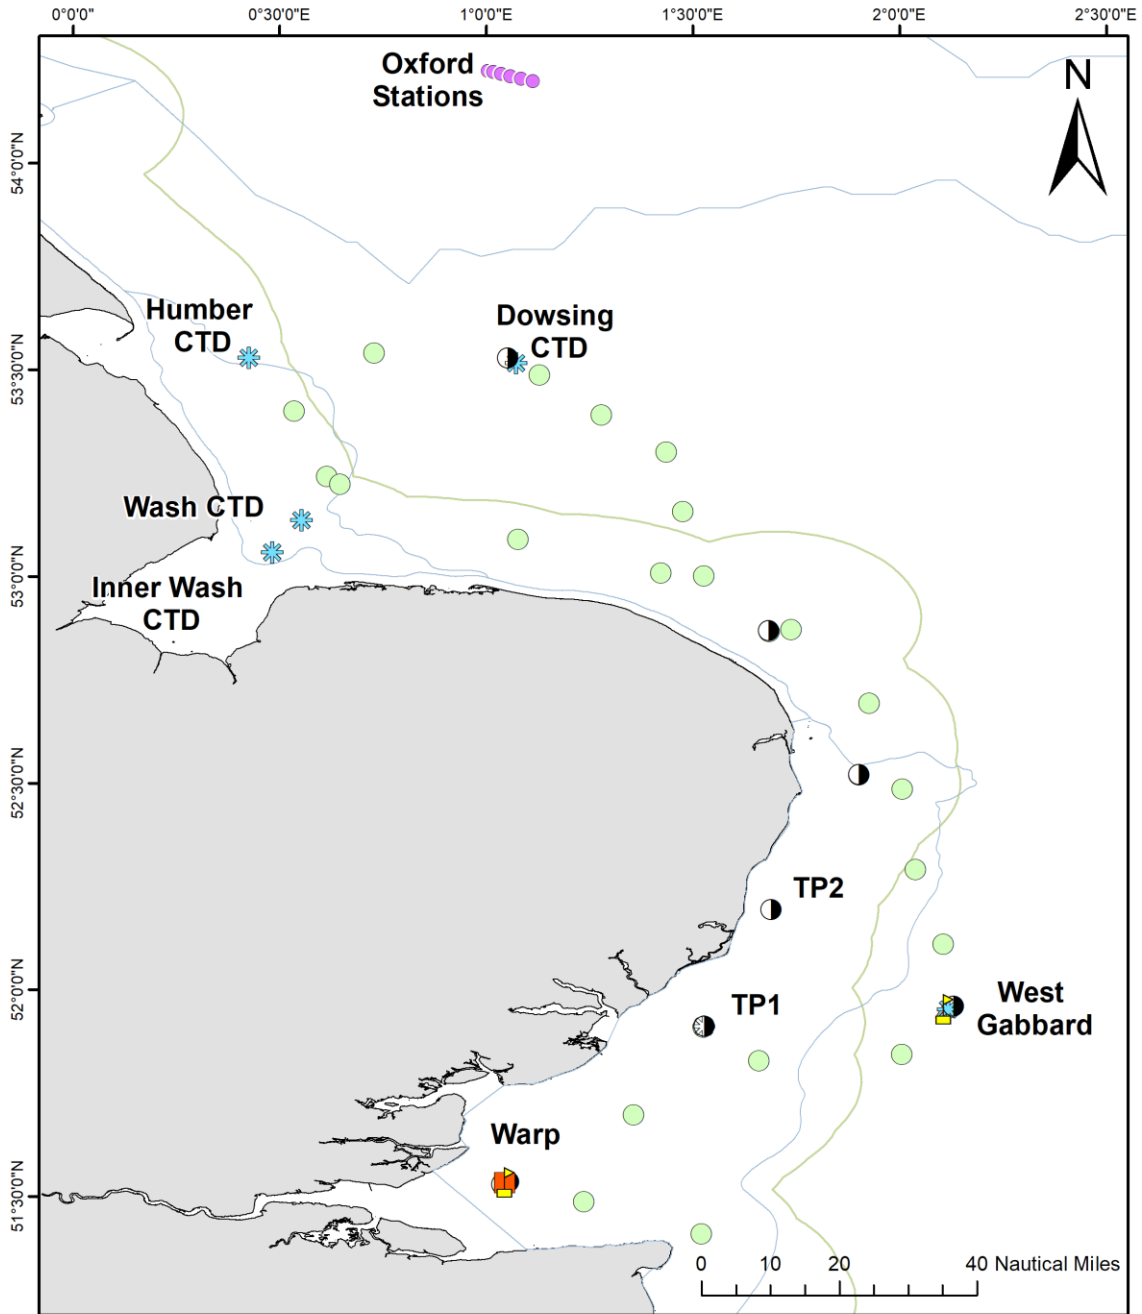 0°0'0"
0°30'0"E
1°0'0"E
1°30'0"E
2°0'0"E
2°30'0"E
Oxford
Stations
N
54°0'0"N
Humber
CTD
Dowsing
CTD
53°30'0"N
Wash CTD
Inner Wash
CTD
53°0'0"N
52°30'0"N
TP2
52°0'0"N
TP1
West
Gabbard
Warp
51°30'0"N
0 10 20 40 Nautical Miles